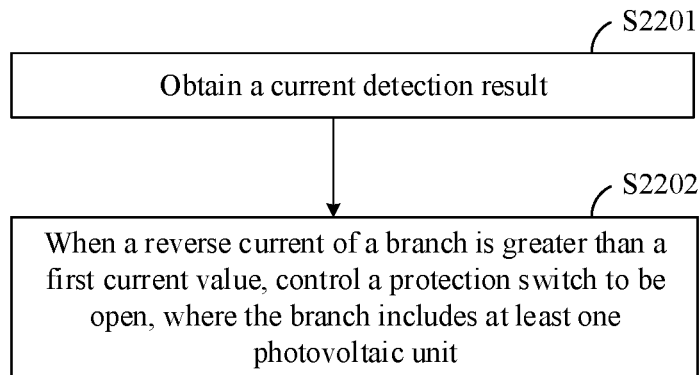 S2201
Obtain a current detection result
S2202
When a reverse current of a branch is greater than a
first current value, control a protection switch to be
open, where the branch includes at least one
photovoltaic unit